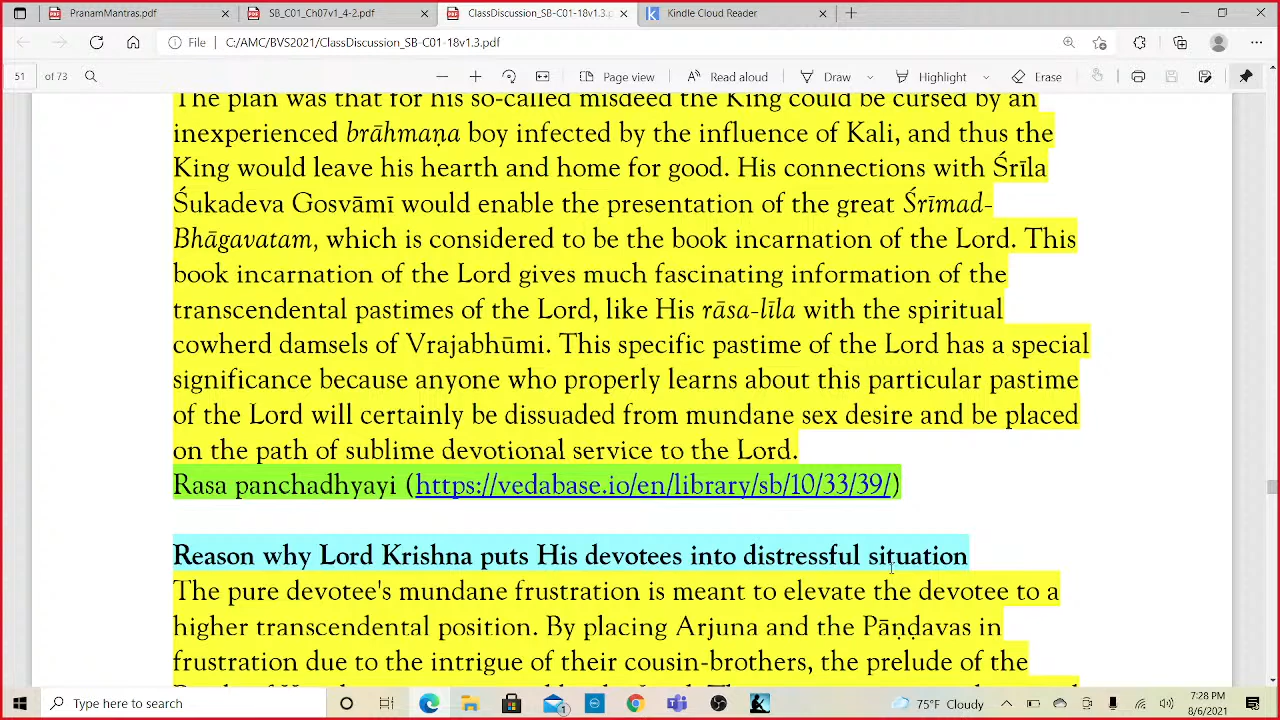 PranamMantras.pdf
SB_C01_Ch07v1_4-2.pdf
ClassDiscussion_SB-C01-18v1.3.p
Kindle Cloud Reader
File
C:/AMC/BVS2021/ClassDiscussion_SB-C01-18v1.3.pdf
51 of 73
Page view
Read aloud
Draw
Highlight
Erase
The plan was that for his so-called misdeed the King could be cursed by an
inexperienced brāhmaṇa boy infected by the influence of Kali, and thus the
King would leave his hearth and home for good. His connections with Śrīla
Śukadeva Gosvāmī would enable the presentation of the great Śrīmad-
Bhāgavatam, which is considered to be the book incarnation of the Lord. This
book incarnation of the Lord gives much fascinating information of the
transcendental pastimes of the Lord, like His rāsa-līla with the spiritual
cowherd damsels of Vrajabhūmi. This specific pastime of the Lord has a special
significance because anyone who properly learns about this particular pastime
of the Lord will certainly be dissuaded from mundane sex desire and be placed
on the path of sublime devotional service to the Lord.
Rasa panchadhyayi (https://vedabase.io/en/library/sb/10/33/39/)
Reason why Lord Krishna puts His devotees into distressful situation
The pure devotee's mundane frustration is meant to elevate the devotee to a
higher transcendental position. By placing Arjuna and the Pāṇḍavas in
frustration due to the intrigue of their cousin-brothers, the prelude of the
Type here to search
75°F Cloudy
7:28 PM
8/6/2021